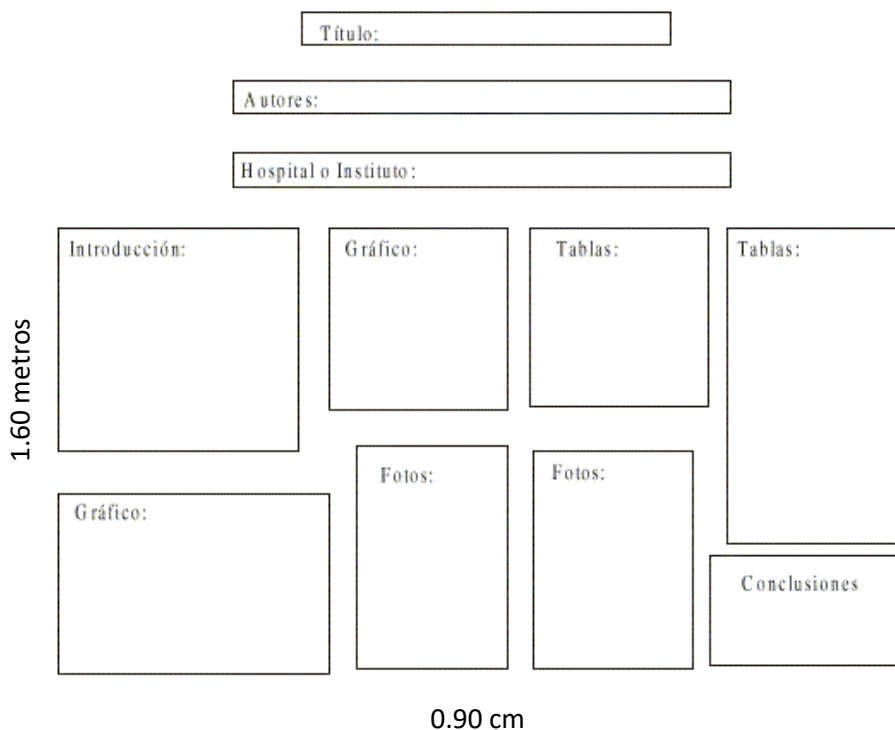 Título:
Autores:
Hospital o Instituto:
Introducción:
Gráfico:
Tablas:
Tablas:
1.60 metros
Fotos:
Fotos:
Gráfico:
Conclusiones
0.90 cm